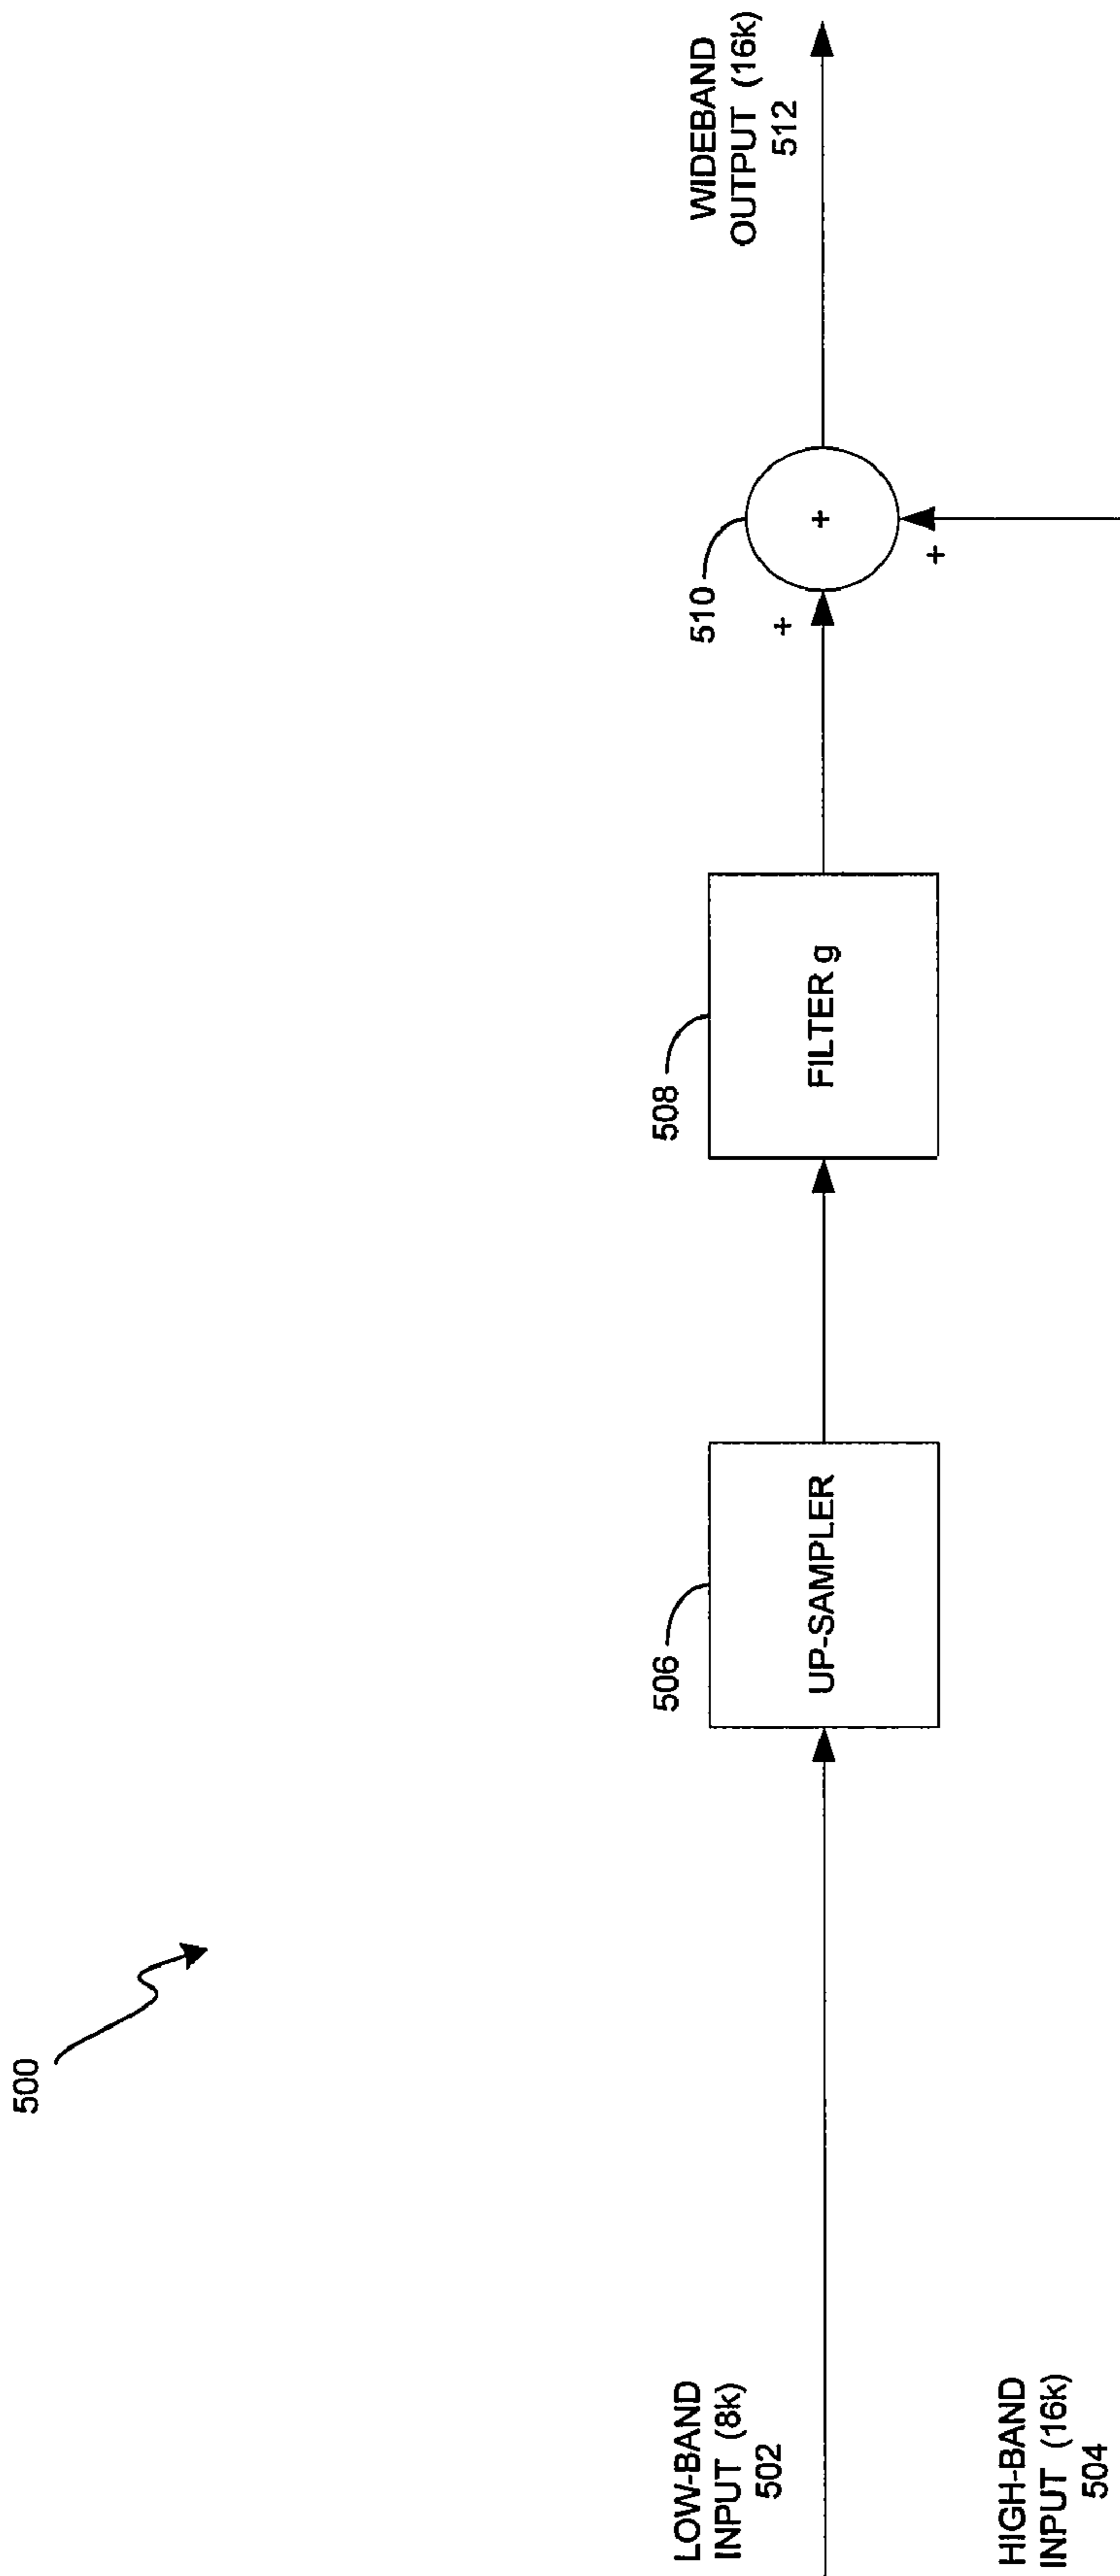 500
LOW-BAND
INPUT (8k)
502
HIGH-BAND
INPUT (16k)
504
506
UP-SAMPLER
508
FILTER g
510
+
+
+
WIDEBAND
OUTPUT (16k)
512